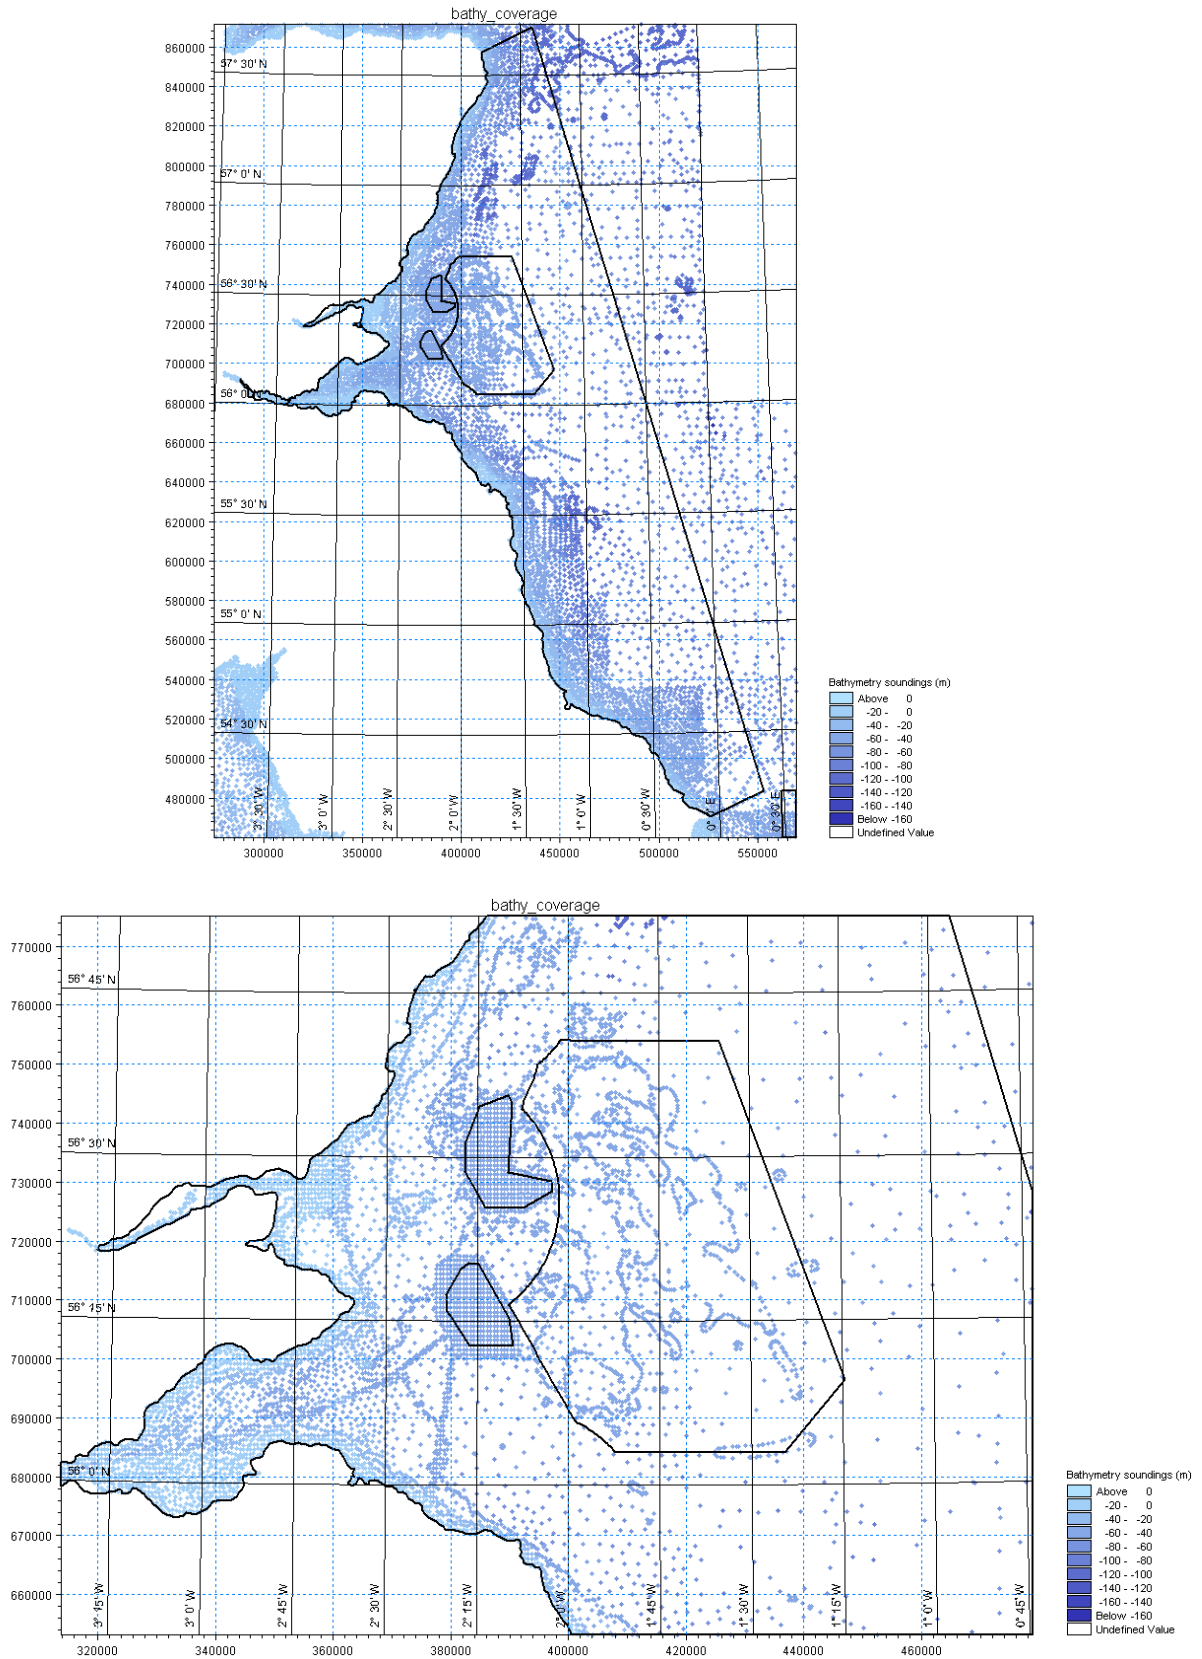 bathy_coverage
860000
57° 30' N
840000
820000
800000
57° 0' N
780000
760000
740000
56° 30' N
720000
700000
56° 0' N
680000
660000
640000
55° 30' N
620000
600000
580000
55° 0' N
560000
540000
520000
54° 30' N
500000
480000
3° 30' W
3° 0' W
2° 30' W
2° 0' W
1° 30' W
1° 0' W
0° 30' W
0° 0' E
0° 30' E
300000 350000 400000 450000 500000 550000
Bathymetry soundings (m)
Above 0
-20 - 0
-40 - -20
-60 - -40
-80 - -60
-100 - -80
-120 - -100
-140 - -120
-160 - -140
Below -160
Undefined Value
bathy_coverage
770000
56° 45' N
760000
750000
740000
56° 30' N
730000
720000
710000
56° 15' N
700000
690000
680000
56° 0' N
670000
660000
3° 15' W
3° 0' W
2° 45' W
2° 30' W
2° 15' W
2° 0' W
1° 45' W
1° 30' W
1° 15' W
1° 0' W
0° 45' W
320000 340000 360000 380000 400000 420000 440000 460000
Bathymetry soundings (m)
Above 0
-20 - 0
-40 - -20
-60 - -40
-80 - -60
-100 - -80
-120 - -100
-140 - -120
-160 - -140
Below -160
Undefined Value